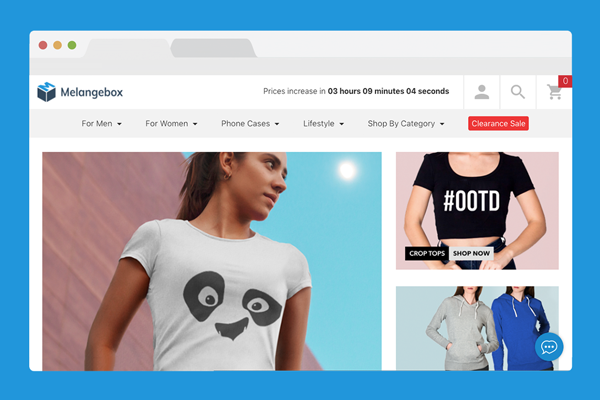 Melangebox
Prices increase in 03 hours 09 minutes 04 seconds
0
For Men
For Women
Phone Cases
Lifestyle
Shop By Category
Clearance Sale
#OOTD
CROP TOPS
SHOP NOW